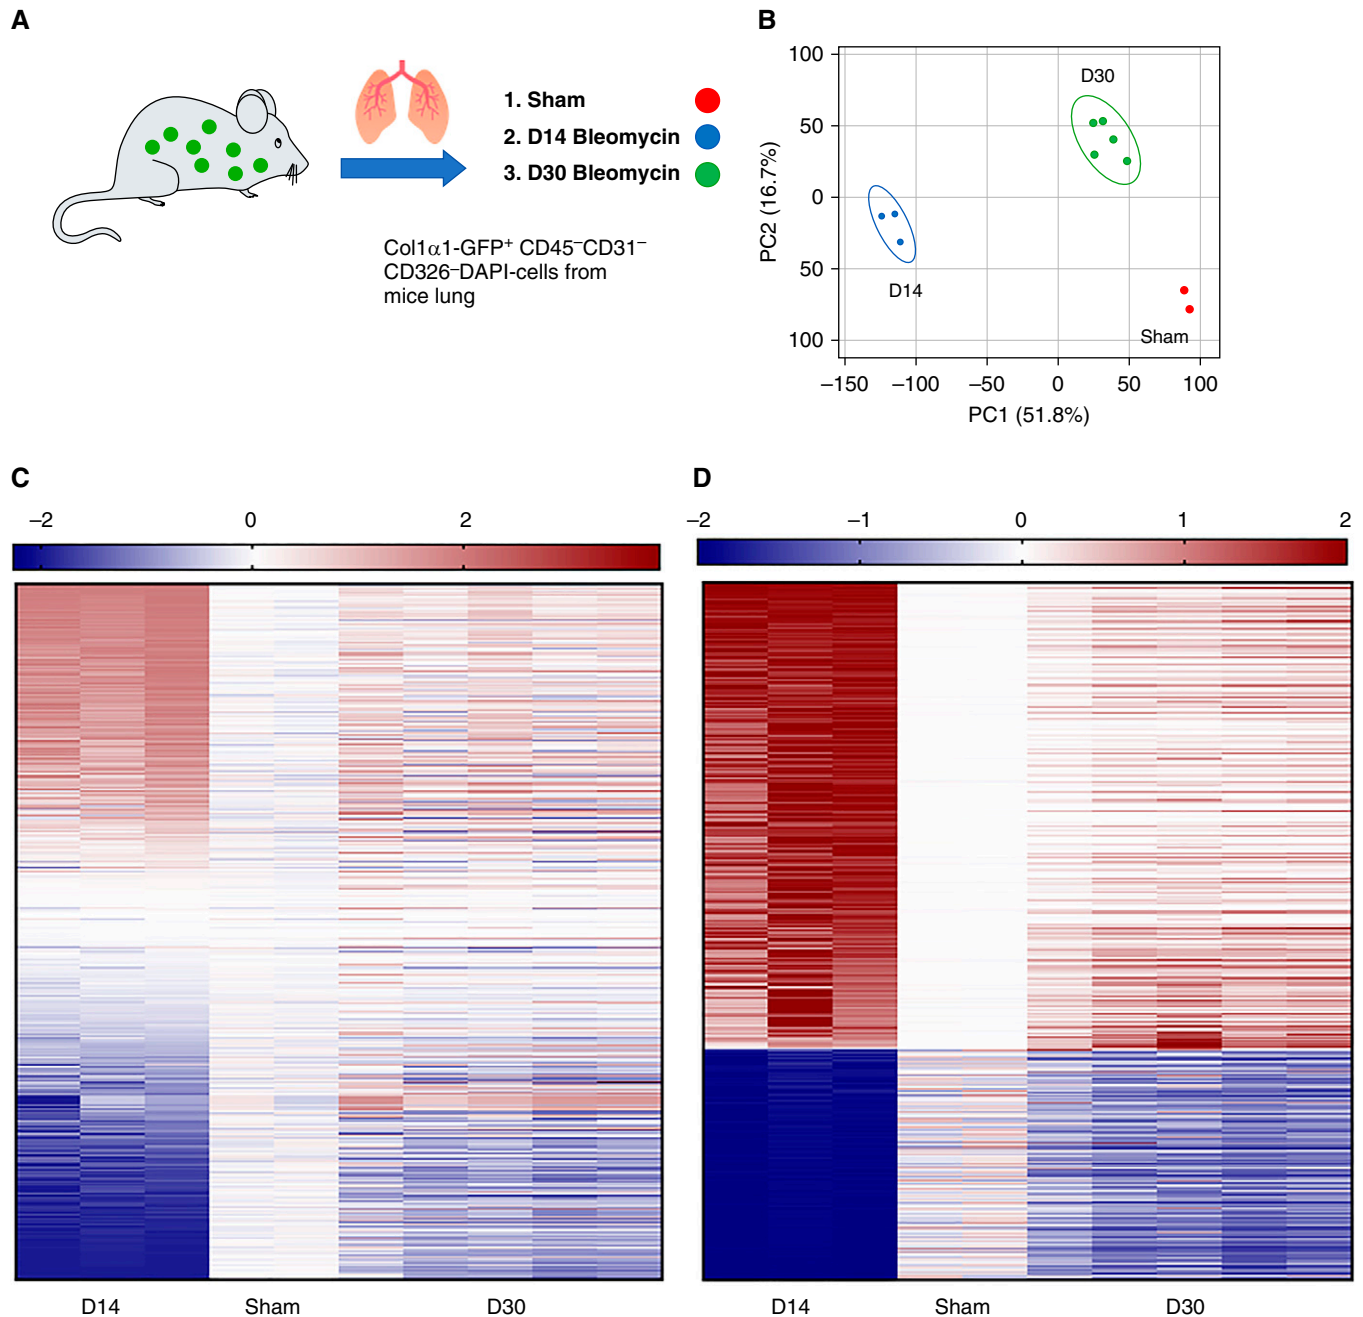 A
1. Sham
2. D14 Bleomycin
3. D30 Bleomycin
Col1α1-GFP⁺ CD45⁻CD31⁻
CD326⁻DAPI-cells from
mice lung
B
100
50
0
50
100
PC2 (16.7%)
D30
D14
Sham
–150
–100
–50
0
50
100
PC1 (51.8%)
C
–2
0
2
D14
Sham
D30
D
–2
–1
0
1
2
D14
Sham
D30